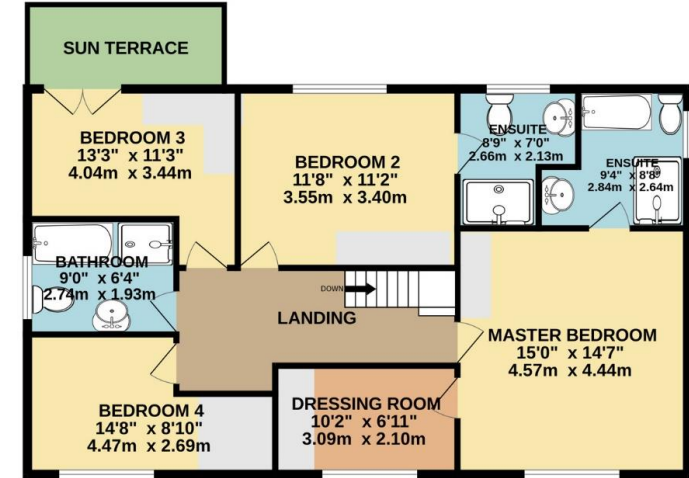 SUN TERRACE
BEDROOM 3
13'3" x 11'3"
4.04m x 3.44m
BEDROOM 2
11'8" x 11'2"
3.55m x 3.40m
ENSUITE
8'9" x 7'0"
2.66m x 2.13m
ENSUITE
9'4" x 8'8"
2.84m x 2.64m
BATHROOM
9'0" x 6'4"
2.74m x 1.93m
DOWN
LANDING
MASTER BEDROOM
15'0" x 14'7"
4.57m x 4.44m
BEDROOM 4
14'8" x 8'10"
4.47m x 2.69m
DRESSING ROOM
10'2" x 6'11"
3.09m x 2.10m